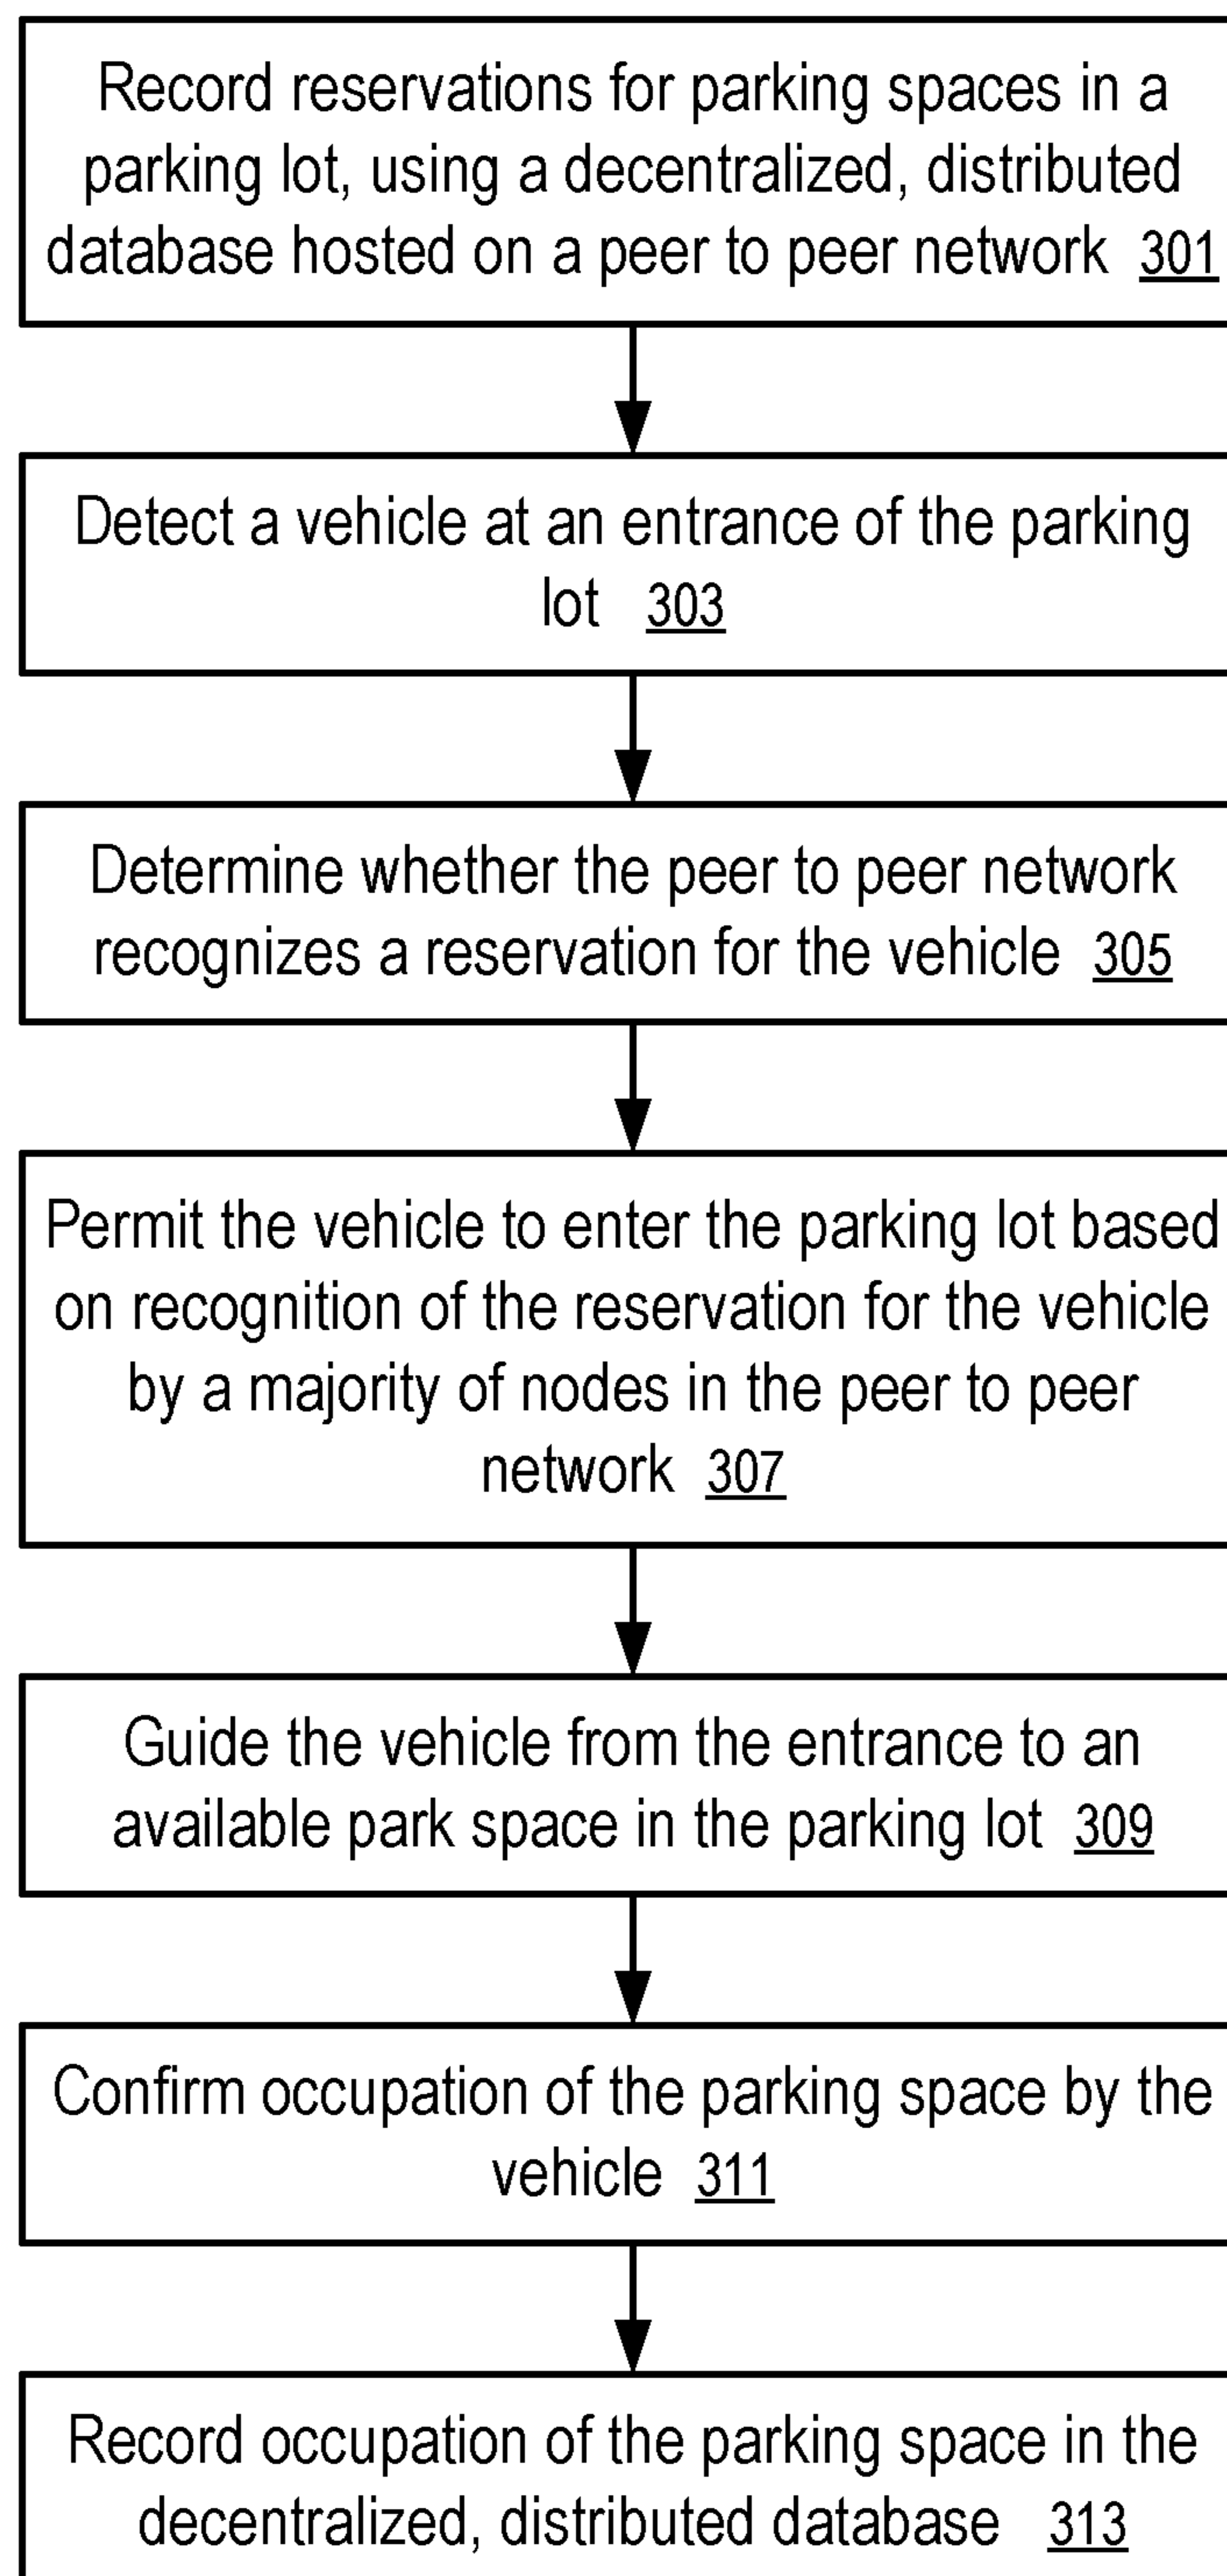 Record reservations for parking spaces in a
parking lot, using a decentralized, distributed
database hosted on a peer to peer network 301
Detect a vehicle at an entrance of the parking
lot 303
Determine whether the peer to peer network
recognizes a reservation for the vehicle 305
Permit the vehicle to enter the parking lot based
on recognition of the reservation for the vehicle
by a majority of nodes in the peer to peer
network 307
Guide the vehicle from the entrance to an
available park space in the parking lot 309
Confirm occupation of the parking space by the
vehicle 311
Record occupation of the parking space in the
decentralized, distributed database 313